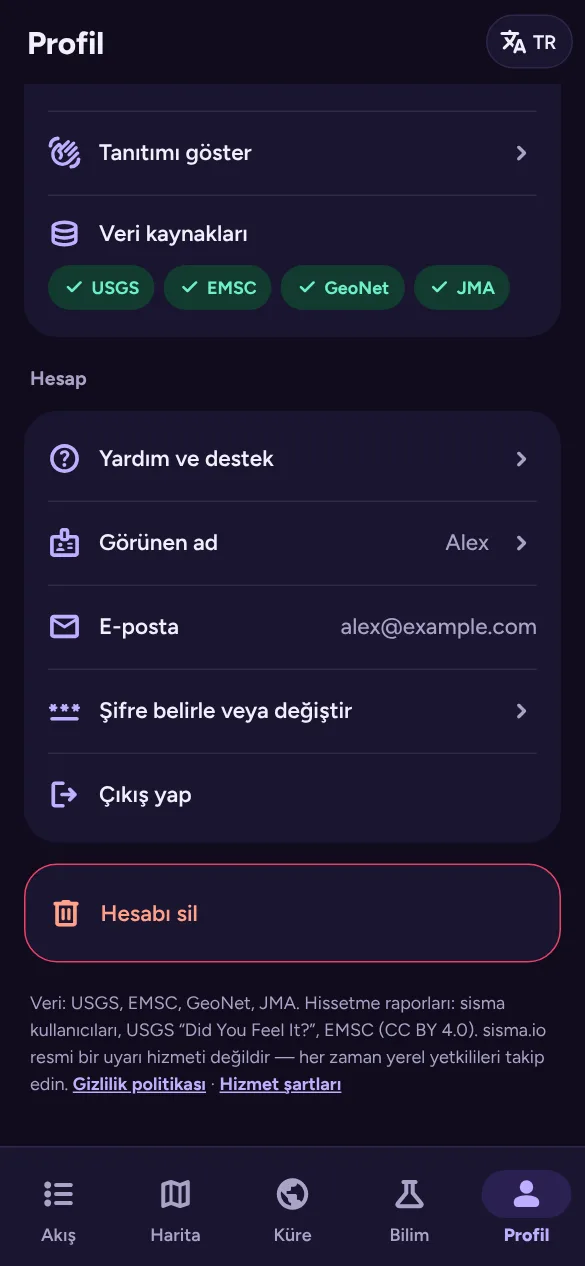 Profil
TR
Tanıtımı göster
Veri kaynakları
USGS
EMSC
GeoNet
JMA
Hesap
Yardım ve destek
Görünen ad
Alex
E-posta
alex@example.com
Şifre belirle veya değiştir
Çıkış yap
Hesabı sil
Veri: USGS, EMSC, GeoNet, JMA. Hissetme raporları: sisma
kullanıcıları, USGS “Did You Feel It?”, EMSC (CC BY 4.0). sisma.io
resmi bir uyarı hizmeti değildir — her zaman yerel yetkilileri takip
edin. Gizlilik politikası · Hizmet şartları
Akış
Harita
Küre
Bilim
Profil